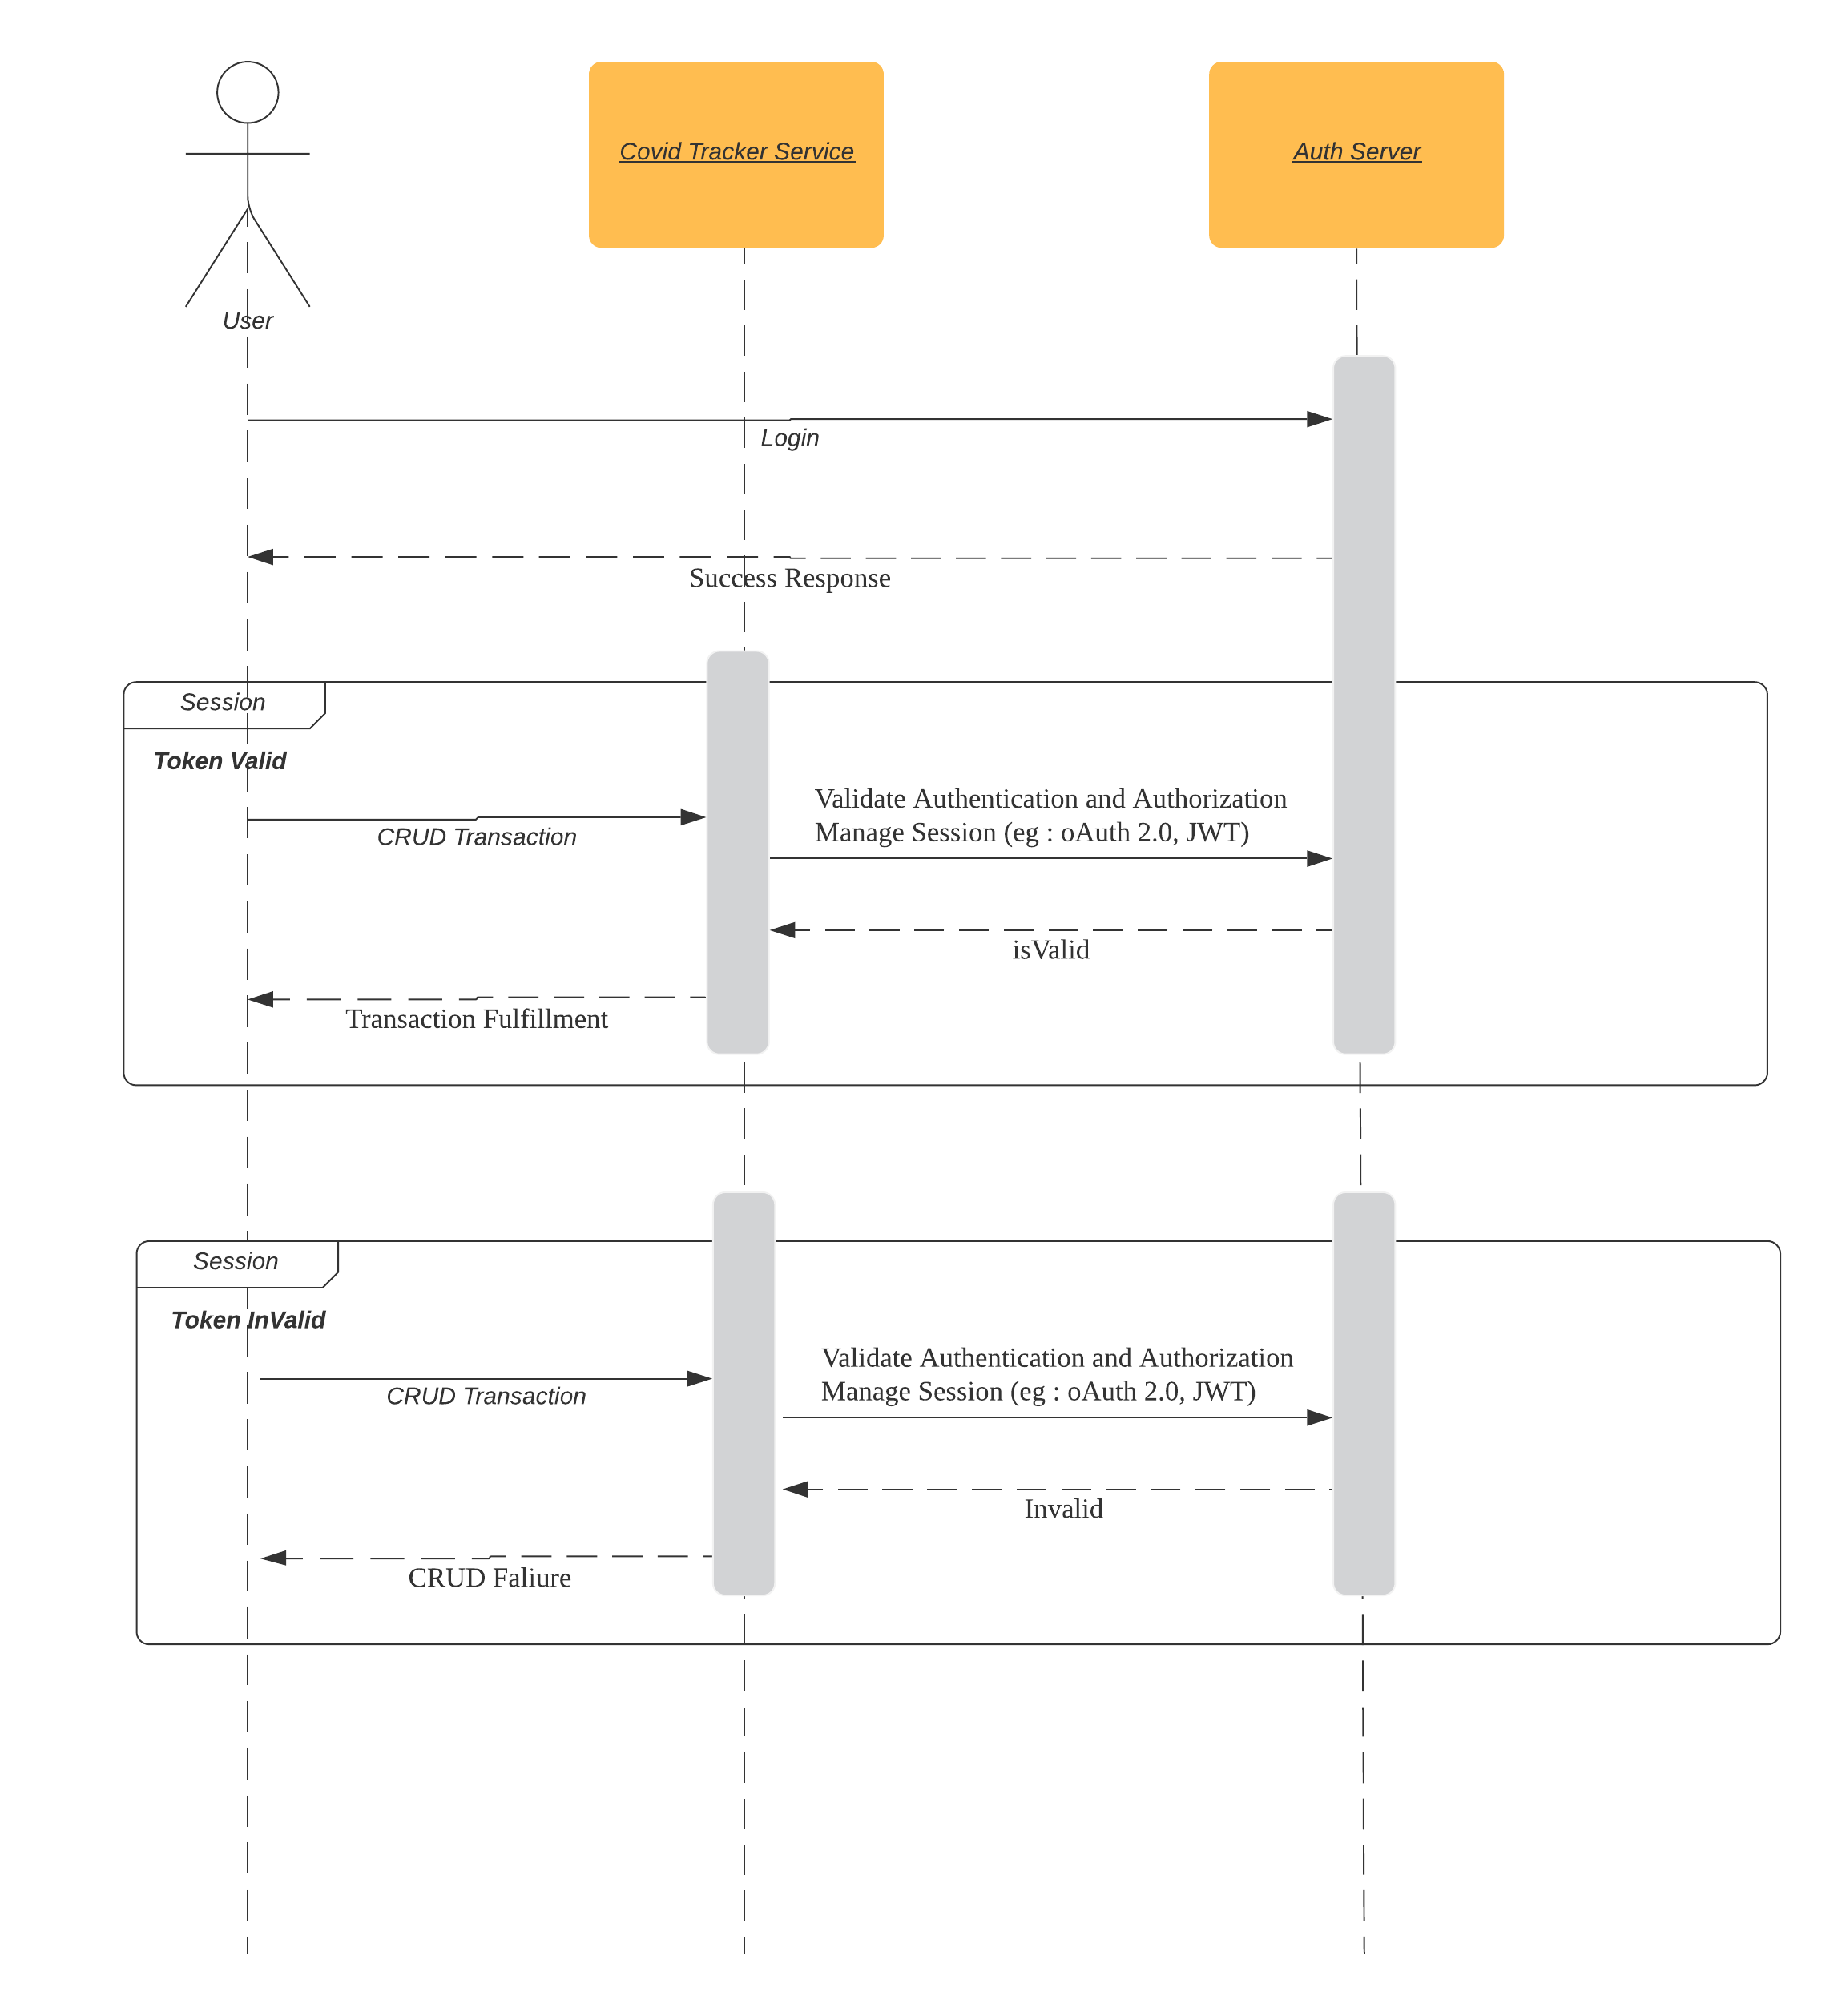 Covid Tracker Service
Auth Server
User
Login
Success Response
Session
Token Valid
Validate Authentication and Authorization
Manage Session (eg : oAuth 2.0, JWT)
CRUD Transaction
isValid
Transaction Fulfillment
Session
Token InValid
Validate Authentication and Authorization
Manage Session (eg : oAuth 2.0, JWT)
CRUD Transaction
Invalid
CRUD Faliure